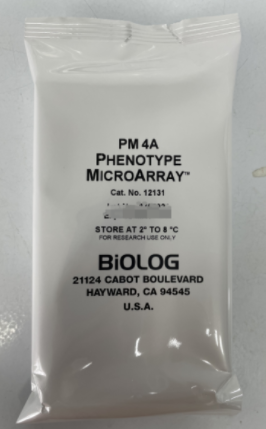 PM 4A
PHENOTYPE
MICROARRAY™
Cat. No. 12131
STORE AT 2° TO 8 °C
FOR RESEARCH USE ONLY
BiOLOG
21124 CABOT BOULEVARD
HAYWARD, CA 94545
U.S.A.